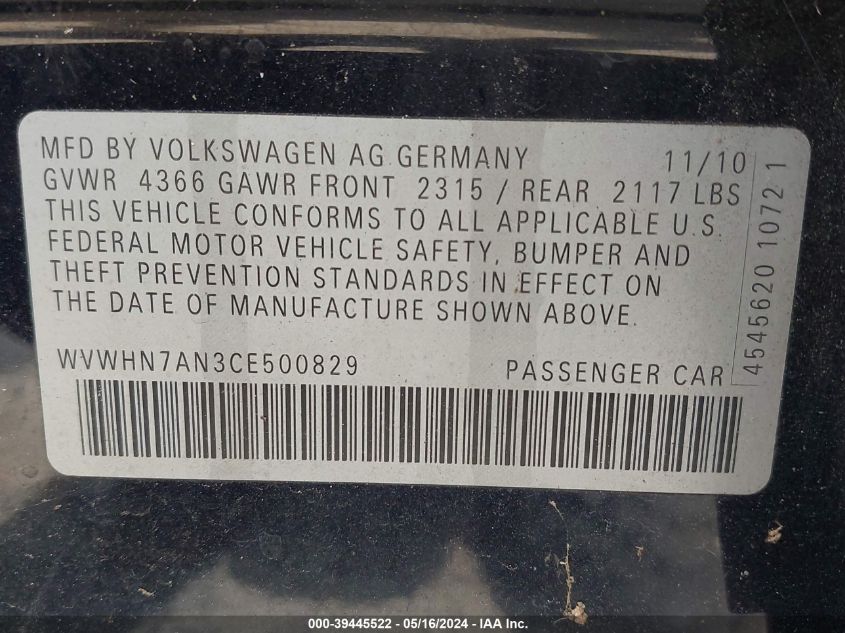 MFD BY VOLKSWAGEN AG GERMANY 11/10
GVWR 4366 GAWR FRONT 2315 / REAR 2117 LBS
THIS VEHICLE CONFORMS TO ALL APPLICABLE U.S.
FEDERAL MOTOR VEHICLE SAFETY, BUMPER AND
THEFT PREVENTION STANDARDS IN EFFECT ON
THE DATE OF MANUFACTURE SHOWN ABOVE.
WVWHN7AN3CE500829 PASSENGER CAR
4545620 1072 1
000-39445522 - 05/16/2024 - IAA Inc.